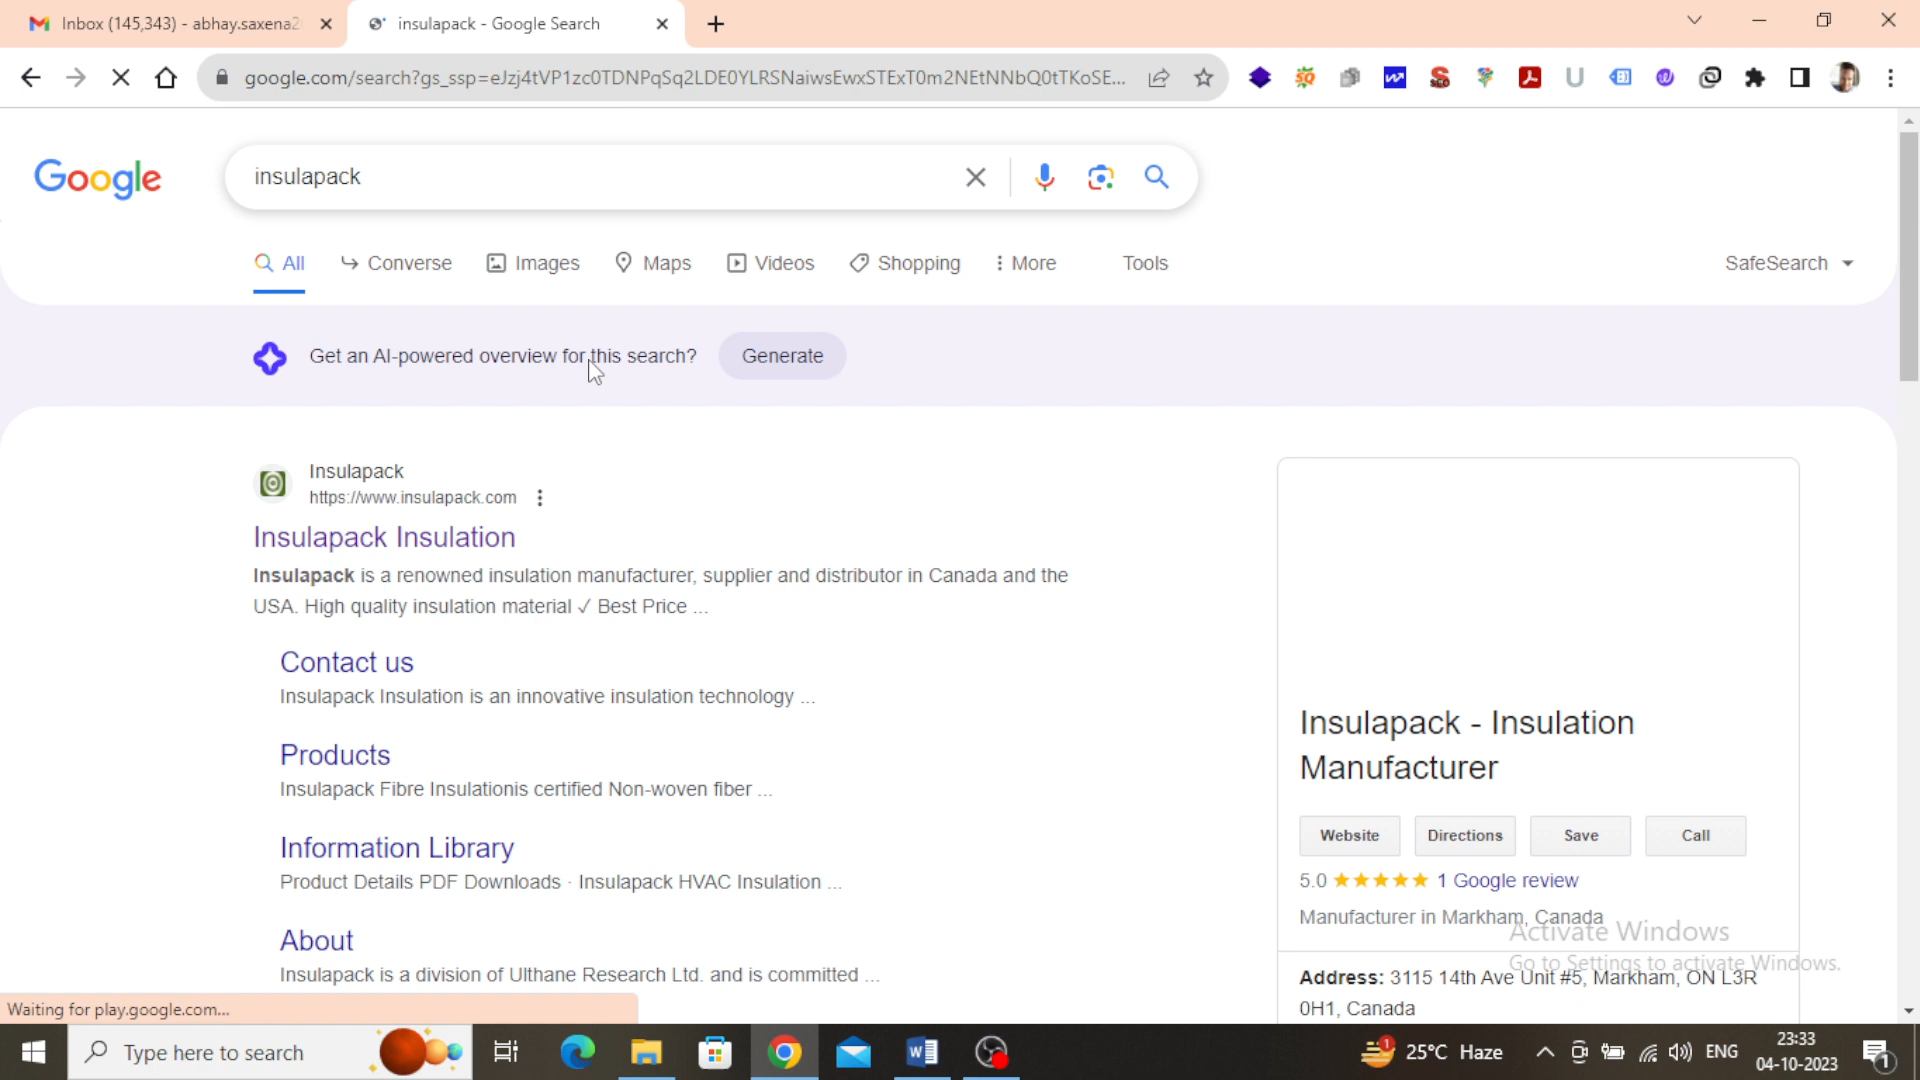 Inbox (145,343) - abhay.saxena2
insulapack - Google Search
google.com/search?gs_ssp=eJzj4tVP1zc0TDNPqSq2LDE0YLRSNaiwsEwxSTExT0m2NEtNNbQ0tTKoSE...
Google
insulapack
All
Converse
Images
Maps
Videos
Shopping
More
Tools
SafeSearch
Get an AI-powered overview for this search?
Generate
Insulapack
https://www.insulapack.com
Insulapack Insulation
Insulapack is a renowned insulation manufacturer, supplier and distributor in Canada and the
USA. High quality insulation material ✓ Best Price ...
Contact us
Insulapack Insulation is an innovative insulation technology ...
Products
Insulapack Fibre Insulationis certified Non-woven fiber ...
Information Library
Product Details PDF Downloads · Insulapack HVAC Insulation ...
About
Insulapack is a division of Ulthane Research Ltd. and is committed ...
Insulapack - Insulation
Manufacturer
Website
Directions
Save
Call
5.0 ★★★★★ 1 Google review
Manufacturer in Markham, Canada
Address: 3115 14th Ave Unit #5, Markham, ON L3R
0H1, Canada
Activate Windows
Go to Settings to activate Windows.
Waiting for play.google.com...
Type here to search
25°C Haze
ENG
23:33
04-10-2023
1